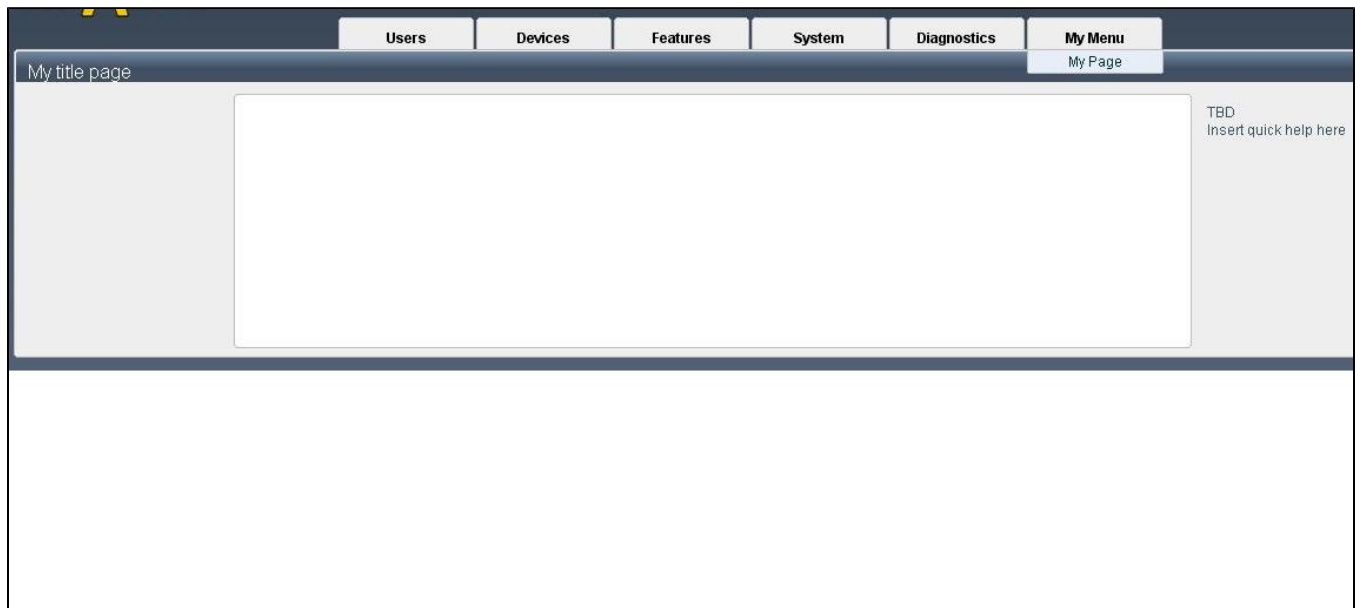 Users Devices Features System Diagnostics My Menu
My Page
My title page
TBD
Insert quick help here